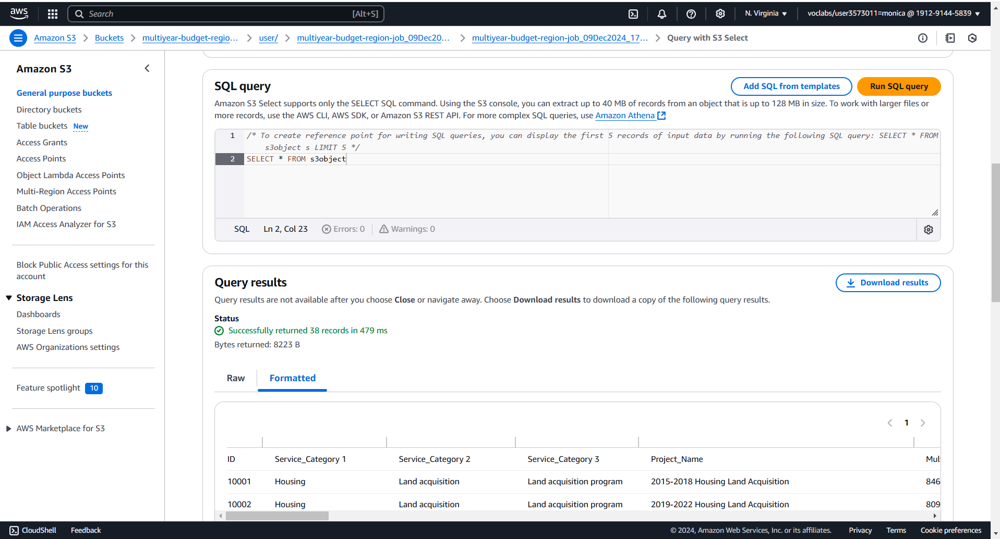 aws
Search
[Alt+S]
N. Virginia
voclabs/user3573011=monica @ 1912-9144-5839
Amazon S3
Buckets
multiyear-budget-regio...
user/
multiyear-budget-region-job_09Dec20...
multiyear-budget-region-job_09Dec2024_17...
Query with S3 Select
Amazon S3
General purpose buckets
Directory buckets
Table buckets New
Access Grants
Access Points
Object Lambda Access Points
Multi-Region Access Points
Batch Operations
IAM Access Analyzer for S3
Block Public Access settings for this
account
Storage Lens
Dashboards
Storage Lens groups
AWS Organizations settings
Feature spotlight 10
AWS Marketplace for S3
SQL query
Add SQL from templates
Run SQL query
Amazon S3 Select supports only the SELECT SQL command. Using the S3 console, you can extract up to 40 MB of records from an object that is up to 128 MB in size. To work with larger files or
more records, use the AWS CLI, AWS SDK, or Amazon S3 REST API. For more complex SQL queries, use Amazon Athena
1 /* To create reference point for writing SQL queries, you can display the first 5 records of input data by running the following SQL query: SELECT * FROM
s3object s LIMIT 5 */
2 SELECT * FROM s3object
SQL Ln 2, Col 23 Errors: 0 Warnings: 0
Query results
Download results
Query results are not available after you choose Close or navigate away. Choose Download results to download a copy of the following query results.
Status
Successfully returned 38 records in 479 ms
Bytes returned: 8223 B
Raw
Formatted
1
ID Service_Category 1 Service_Category 2 Service_Category 3 Project_Name Mul
10001 Housing Land acquisition Land acquisition program 2015-2018 Housing Land Acquisition 846
10002 Housing Land acquisition Land acquisition program 2019-2022 Housing Land Acquisition 809
CloudShell
Feedback
© 2024, Amazon Web Services, Inc. or its affiliates.
Privacy
Terms
Cookie preferences